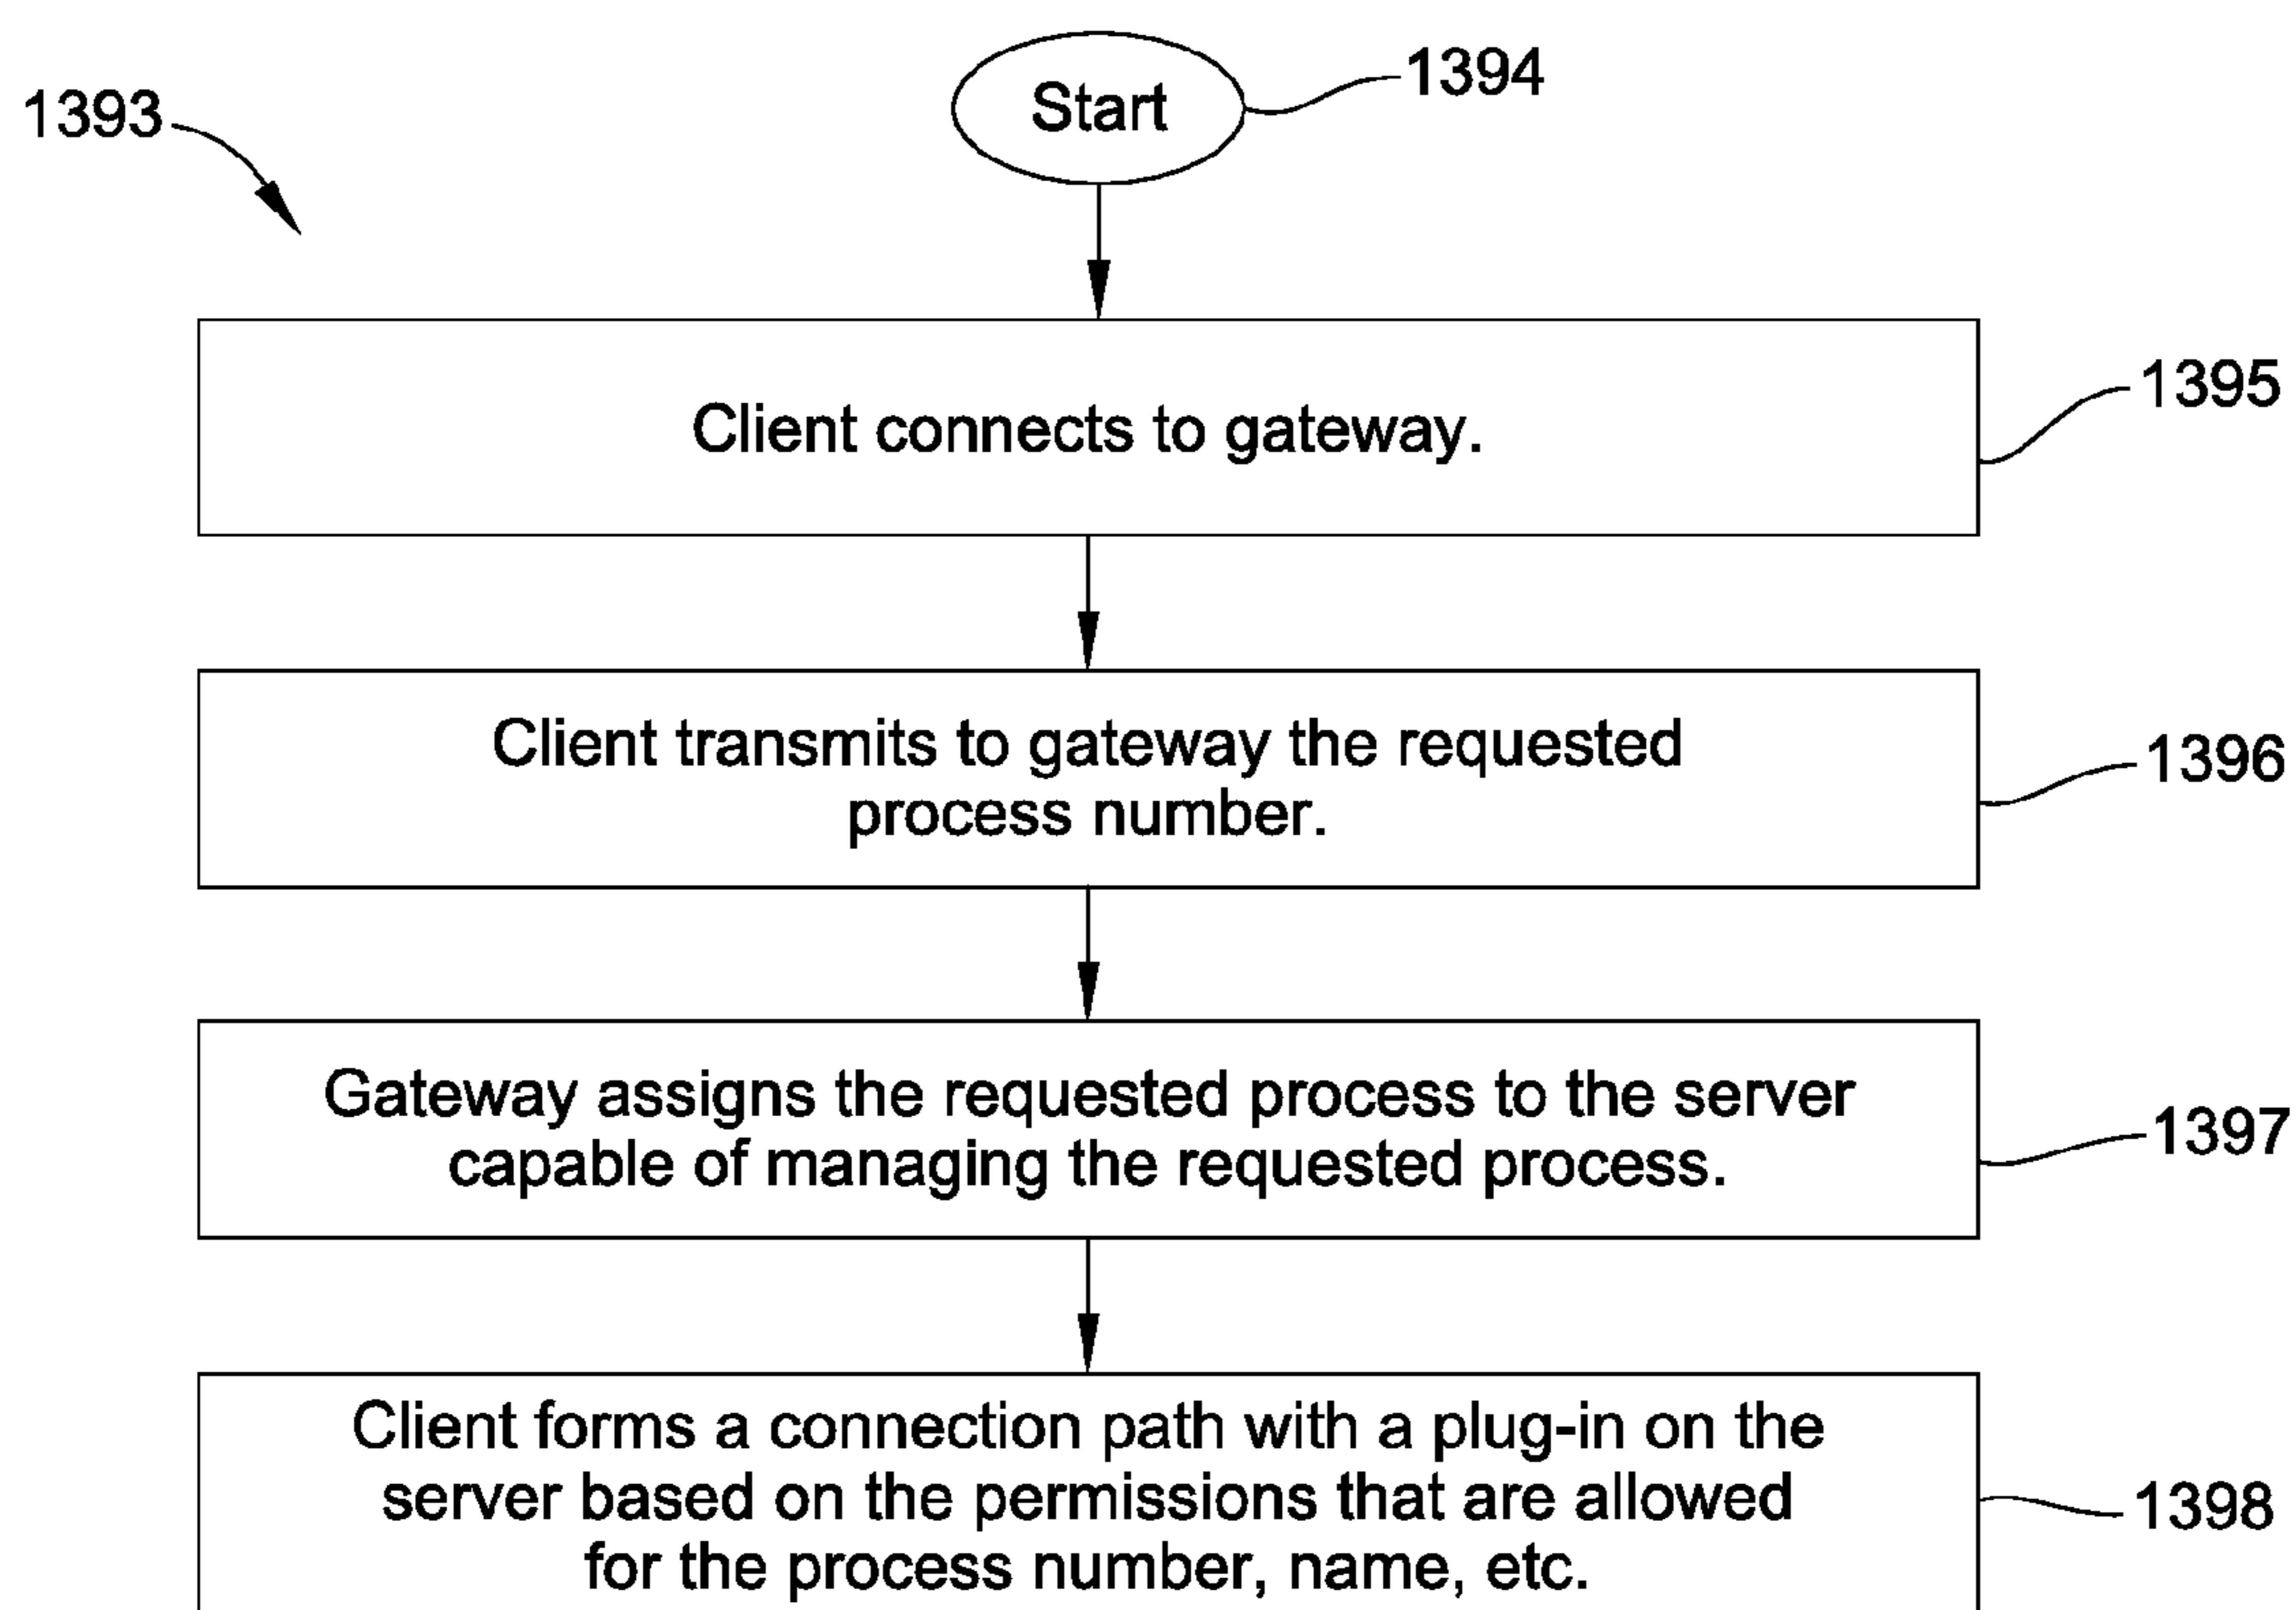 1393
Start
1394
Client connects to gateway.
1395
Client transmits to gateway the requested
process number.
1396
Gateway assigns the requested process to the server
capable of managing the requested process.
1397
Client forms a connection path with a plug-in on the
server based on the permissions that are allowed
for the process number, name, etc.
1398